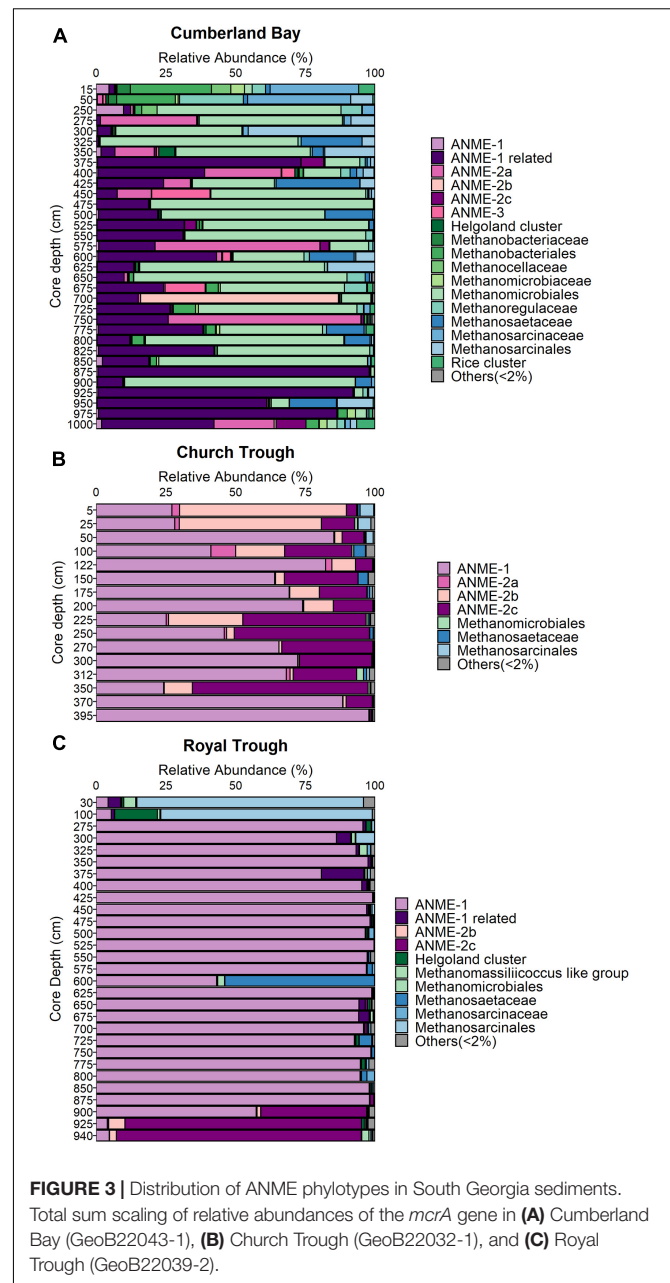 A
Cumberland Bay
Relative Abundance (%)
0 25 50 75 100
Core depth (cm)
15
50
250
275
300
325
350
375
400
425
450
475
500
525
550
575
600
625
650
675
700
725
750
775
800
825
850
875
900
925
950
975
1000
ANME-1
ANME-1 related
ANME-2a
ANME-2b
ANME-2c
ANME-3
Helgoland cluster
Methanobacteriaceae
Methanobacteriales
Methanocellaceae
Methanomicrobiaceae
Methanomicrobiales
Methanoregulaceae
Methanosaetaceae
Methanosarcinaceae
Methanosarcinales
Rice cluster
Others(<2%)
B
Church Trough
Relative Abundance (%)
0 25 50 75 100
Core depth (cm)
5
25
50
100
122
150
175
200
225
250
270
300
312
350
370
395
ANME-1
ANME-2a
ANME-2b
ANME-2c
Methanomicrobiales
Methanosaetaceae
Methanosarcinales
Others(<2%)
C
Royal Trough
Relative Abundance (%)
0 25 50 75 100
Core Depth (cm)
30
100
275
300
325
350
375
400
425
450
475
500
525
550
575
600
625
650
675
700
725
750
775
800
850
875
900
925
940
ANME-1
ANME-1 related
ANME-2b
ANME-2c
Helgoland cluster
Methanomassiliicoccus like group
Methanomicrobiales
Methanosaetaceae
Methanosarcinaceae
Methanosarcinales
Others(<2%)
FIGURE 3 | Distribution of ANME phylotypes in South Georgia sediments.
Total sum scaling of relative abundances of the mcrA gene in (A) Cumberland
Bay (GeoB22043-1), (B) Church Trough (GeoB22032-1), and (C) Royal
Trough (GeoB22039-2).